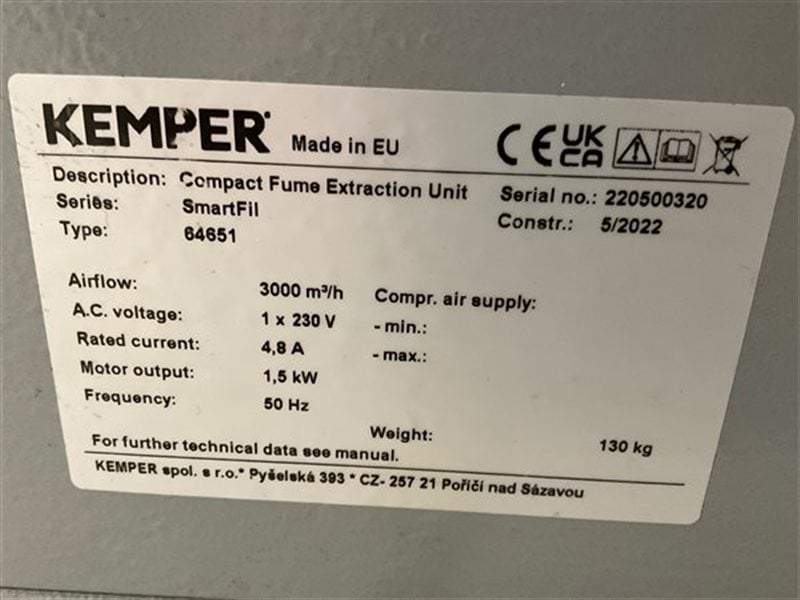 KEMPER Made in EU CE UK CA
Description: Compact Fume Extraction Unit Serial no.: 220500320
Series: SmartFil Constr.: 5/2022
Type: 64651
Airflow: 3000 m³/h Compr. air supply:
A.C. voltage: 1 x 230 V - min.:
Rated current: 4,8 A - max.:
Motor output: 1,5 kW
Frequency: 50 Hz
Weight: 130 kg
For further technical data see manual.
KEMPER spol. s r.o.* Pyšelská 393 * CZ- 257 21 Poříčí nad Sázavou